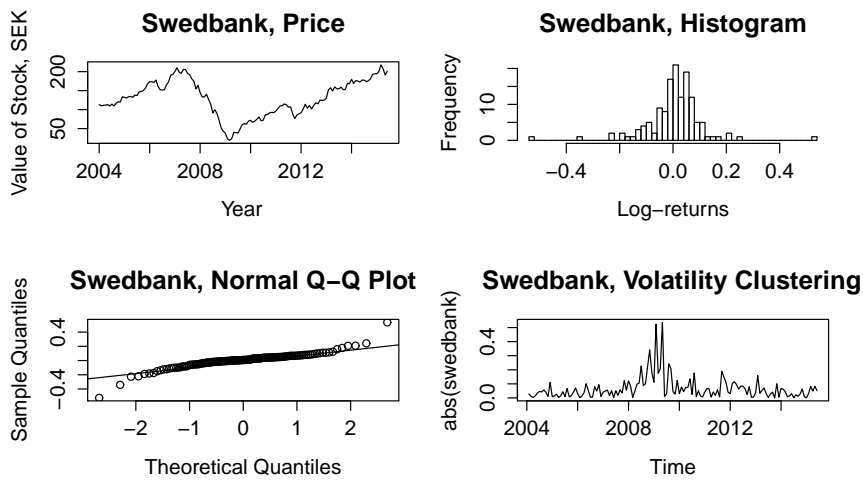 Swedbank, Price
Value of Stock, SEK
200
50
2004
2008
2012
Year
Swedbank, Histogram
Frequency
10
0
−0.4
0.0
0.2
0.4
Log−returns
Swedbank, Normal Q−Q Plot
Sample Quantiles
0.4
−0.4
−2
−1
0
1
2
Theoretical Quantiles
Swedbank, Volatility Clustering
abs(swedbank)
0.4
0.0
2004
2008
2012
Time